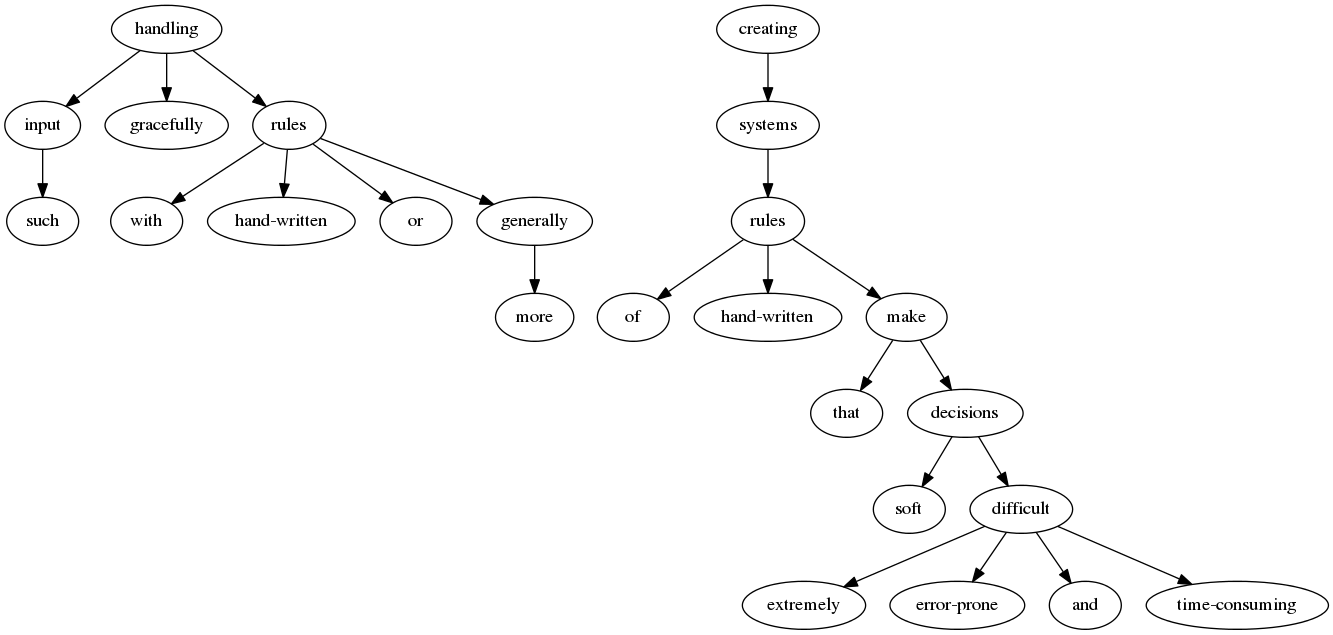 handling
creating
input
gracefully
rules
systems
such
with
hand-written
or
generally
rules
more
of
hand-written
make
that
decisions
soft
difficult
extremely
error-prone
and
time-consuming